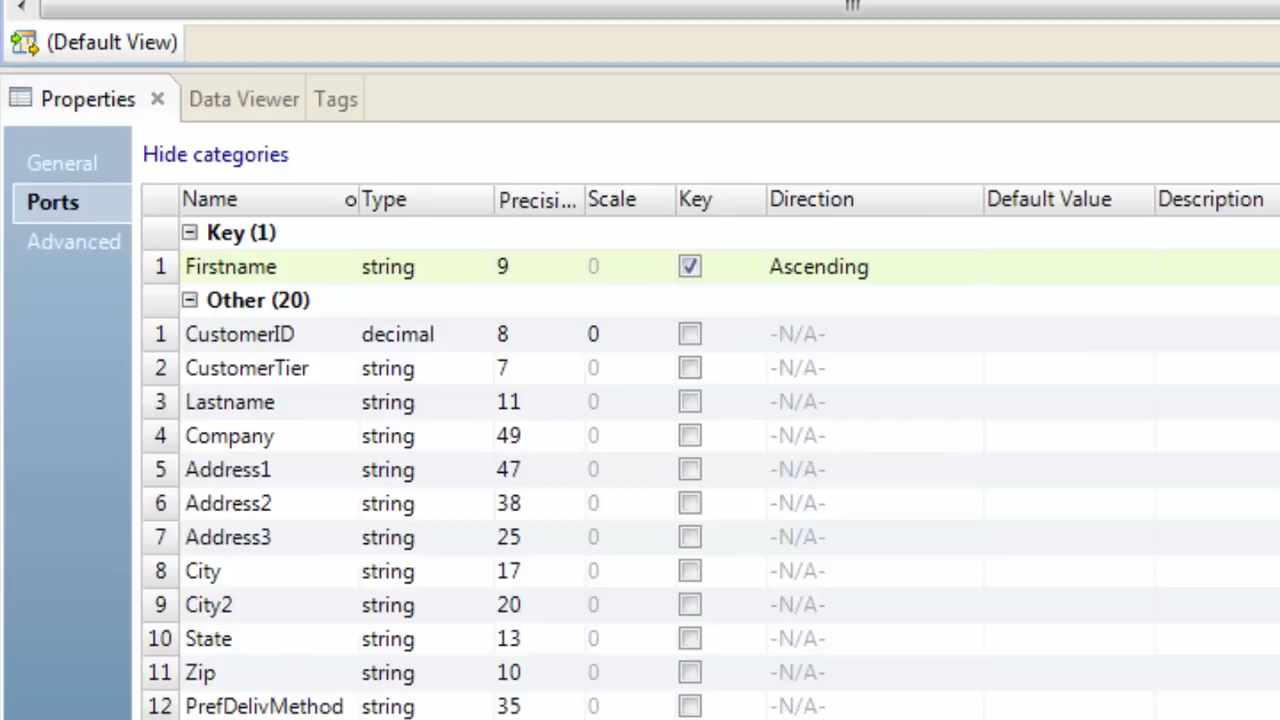 (Default View)
Properties Data Viewer Tags
General
Ports
Advanced
Hide categories
Name Type Precisi... Scale Key Direction Default Value Description
Key (1)
1 Firstname string 9 0 Ascending
Other (20)
1 CustomerID decimal 8 0 -N/A-
2 CustomerTier string 7 0 -N/A-
3 Lastname string 11 0 -N/A-
4 Company string 49 0 -N/A-
5 Address1 string 47 0 -N/A-
6 Address2 string 38 0 -N/A-
7 Address3 string 25 0 -N/A-
8 City string 17 0 -N/A-
9 City2 string 20 0 -N/A-
10 State string 13 0 -N/A-
11 Zip string 10 0 -N/A-
12 PrefDelivMethod string 35 0 -N/A-